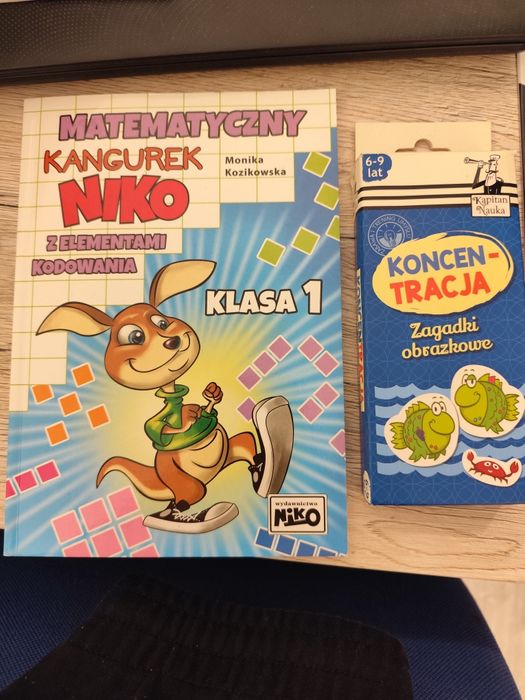 MATEMATYCZNY
KANGUREK
NIKO
Z ELEMENTAMI
KODOWANIA
Monika
Kozikowska
KLASA 1
wydawnictwo
NIKO
6-9
lat
Kapitan
Nauka
KONCEN-
TRACJA
Zagadki
obrazkowe